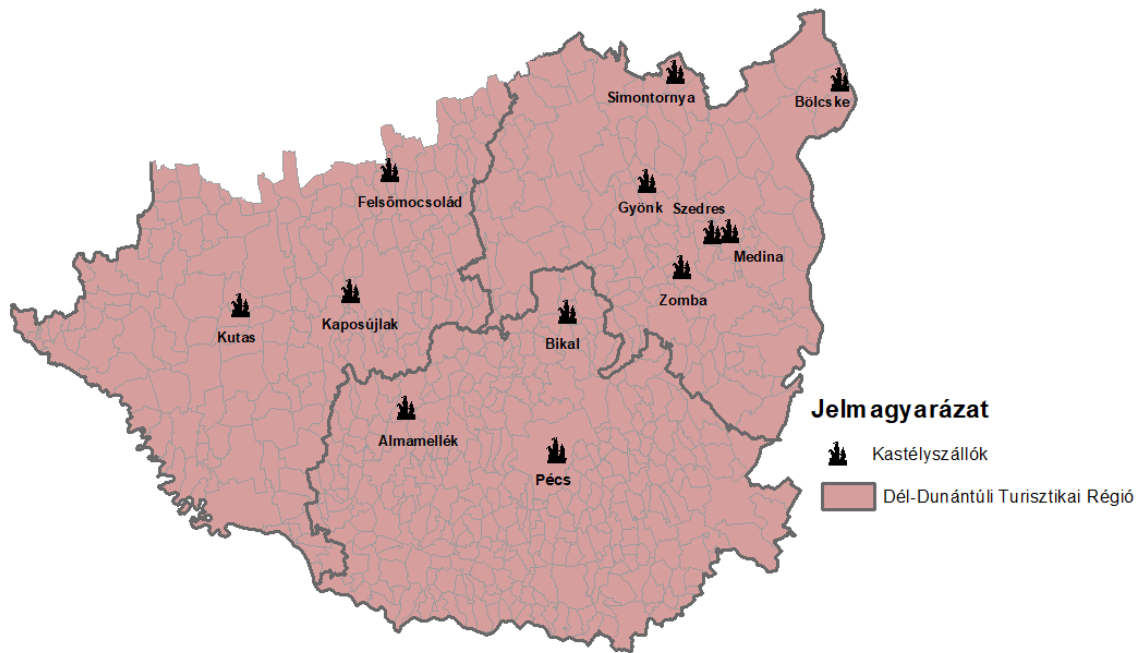 Simontornya
Bölcske
Felsőmocsolád
Gyönk
Szedres
Medina
Zomba
Kutas
Kaposújlak
Bikal
Almamellék
Pécs
Jelmagyarázat
Kastélyszállók
Dél-Dunántúli Turisztikai Régió